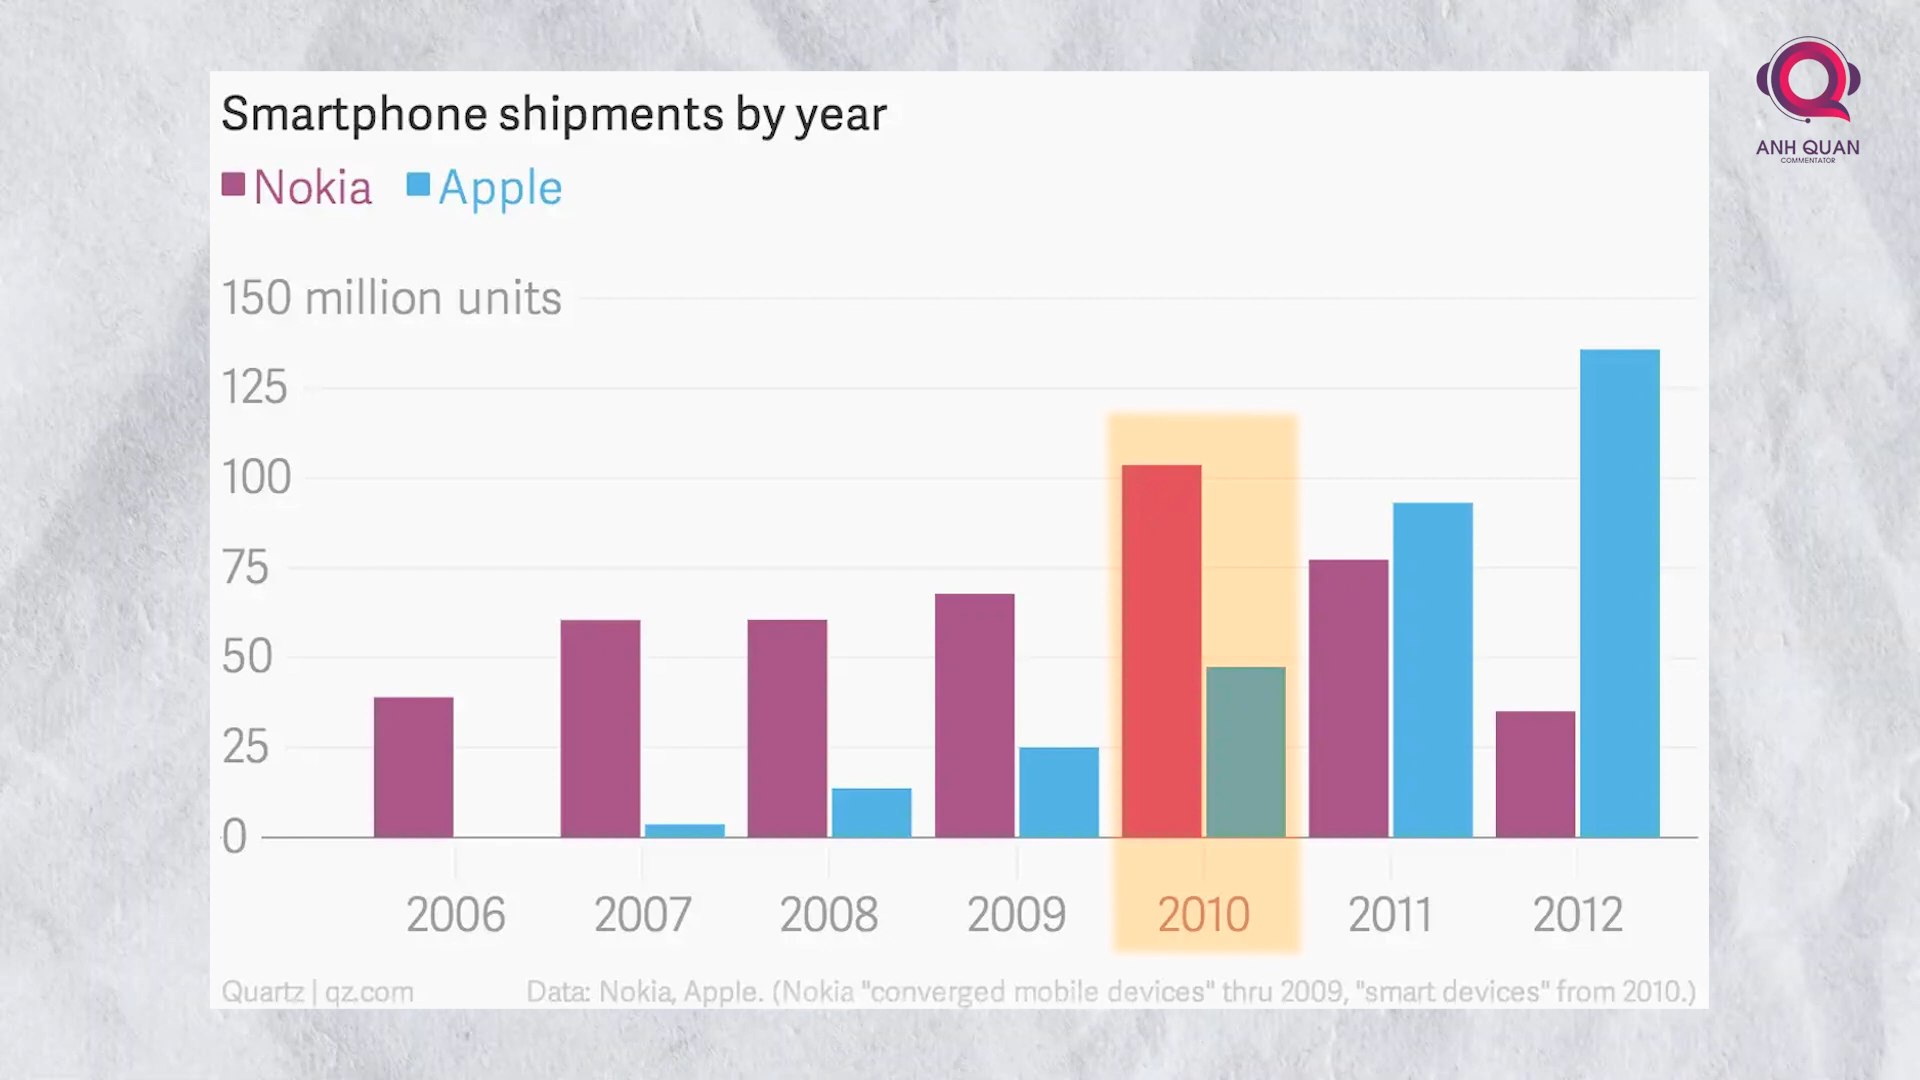 Smartphone shipments by year
Nokia Apple
150 million units
125
100
75
50
25
0
2006 2007 2008 2009 2010 2011 2012
Quartz | qz.com Data: Nokia, Apple. (Nokia "converged mobile devices" thru 2009, "smart devices" from 2010.)
ANH QUAN
COMMENTATOR